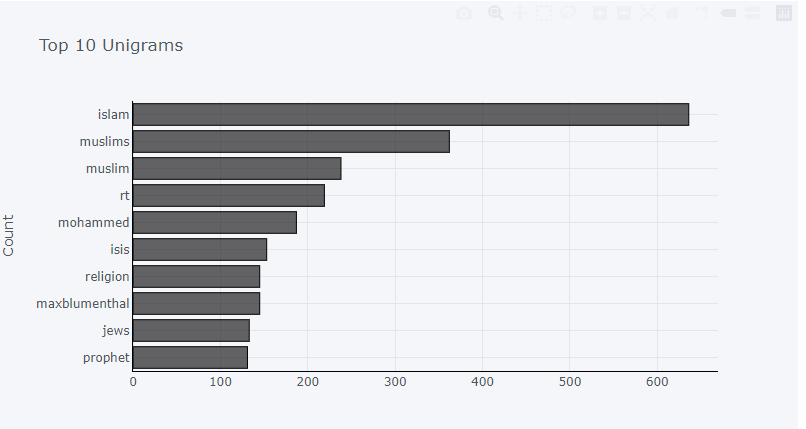 Top 10 Unigrams
Count
islam
muslims
muslim
rt
mohammed
isis
religion
maxblumenthal
jews
prophet
0 100 200 300 400 500 600